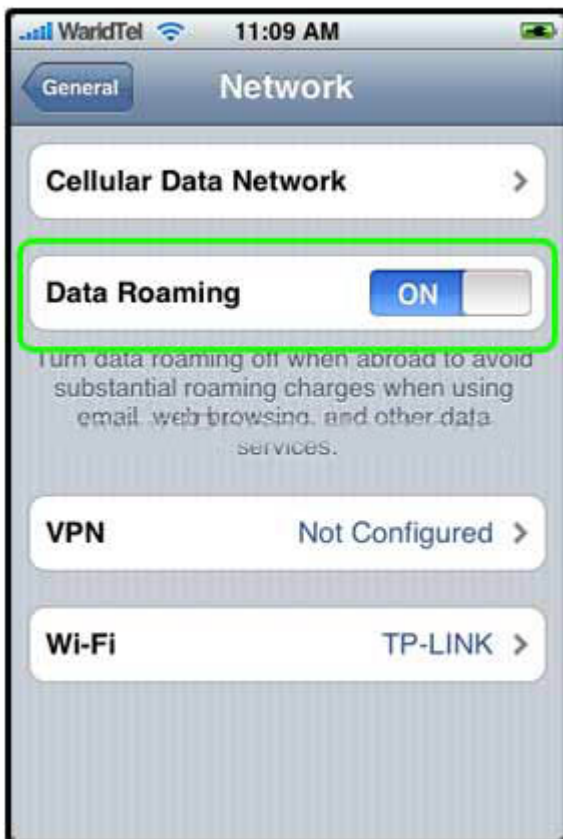 WaridTel 11:09 AM
General Network
Cellular Data Network
Data Roaming ON
Turn data roaming off when abroad to avoid
substantial roaming charges when using
email, web browsing, and other data
services.
VPN Not Configured
Wi-Fi TP-LINK